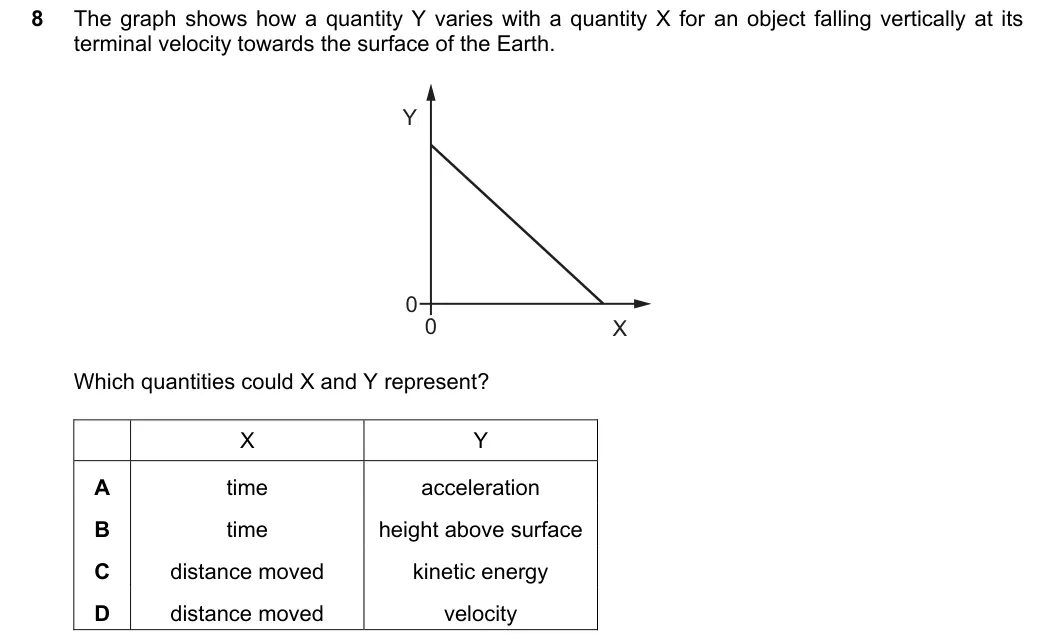 8 The graph shows how a quantity Y varies with a quantity X for an object falling vertically at its
terminal velocity towards the surface of the Earth.
Y
0
0
X
Which quantities could X and Y represent?
X Y
A time acceleration
B time height above surface
C distance moved kinetic energy
D distance moved velocity